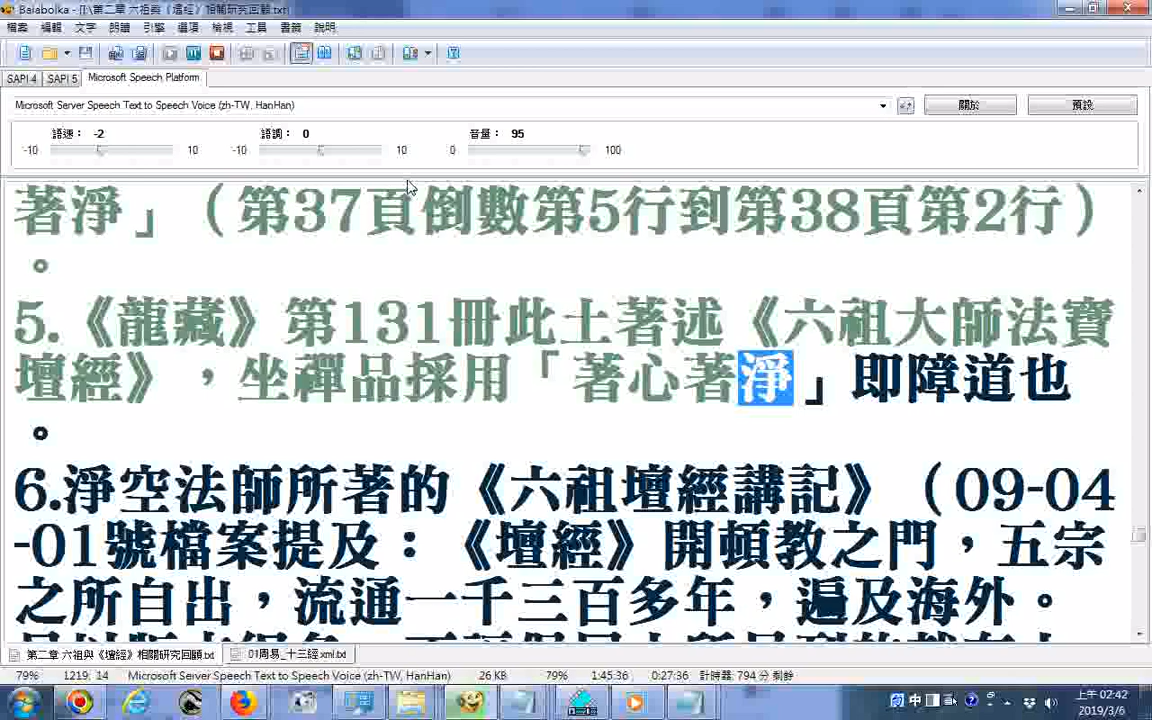 Balabolka - [I:\第二章 六祖與《壇經》相關研究回顧.txt]
檔案 編輯 文字 朗讀 引擎 選項 檢視 工具 書籤 說明
SAPI 4 SAPI 5 Microsoft Speech Platform
Microsoft Server Speech Text to Speech Voice (zh-TW, HanHan) 關於 預設
語速： -2 語調： 0 音量： 95
-10 10 -10 10 0 100
著淨」（第37頁倒數第5行到第38頁第2行）
。
5.《龍藏》第131冊此土著述《六祖大師法寶
壇經》，坐禪品採用「著心著淨」即障道也
。
6.淨空法師所著的《六祖壇經講記》（09-04
-01號檔案提及：《壇經》開頓教之門，五宗
之所自出，流通一千三百多年，遍及海外。
第二章 六祖與《壇經》相關研究回顧.txt 01周易_十三經.xml.txt
79% 1219, 14 Microsoft Server Speech Text to Speech Voice (zh-TW, HanHan) 26 KB 79% 1:45:36 0:27:36 計時器: 794 分 剩餘
中 上午 02:42
2019/3/6